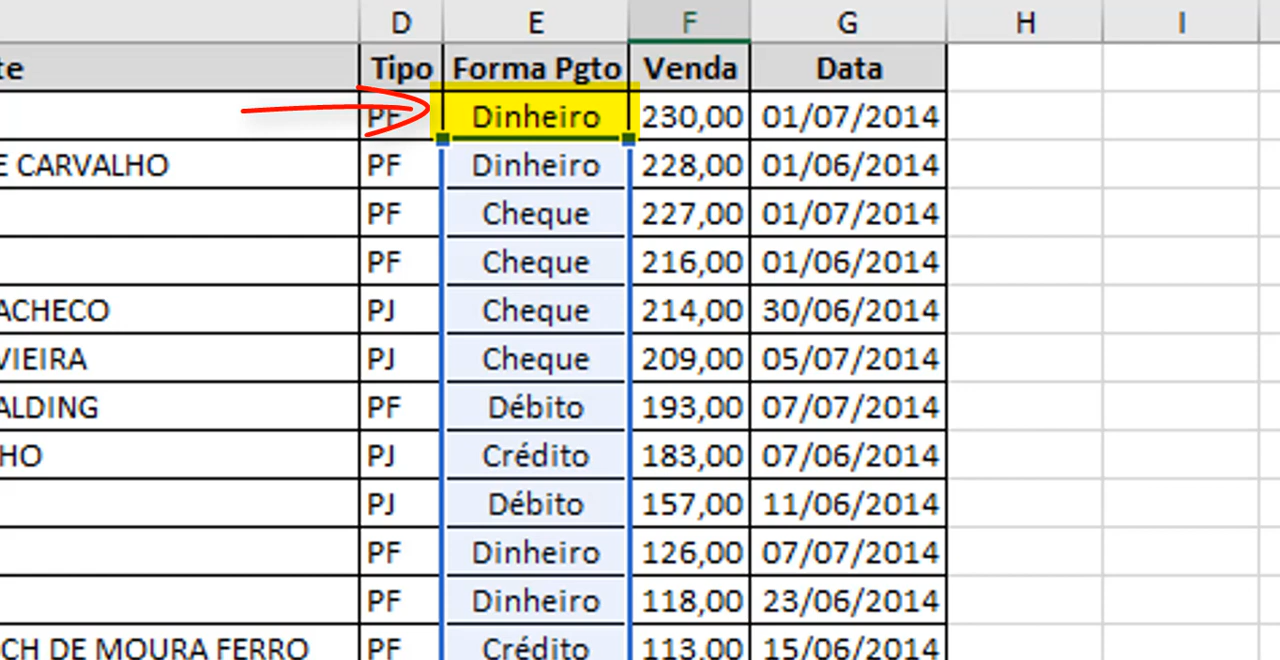 D E F G H I
te Tipo Forma Pgto Venda Data
PF Dinheiro 230,00 01/07/2014
E CARVALHO PF Dinheiro 228,00 01/06/2014
PF Cheque 227,00 01/07/2014
PF Cheque 216,00 01/06/2014
ACHECO PJ Cheque 214,00 30/06/2014
VIEIRA PJ Cheque 209,00 05/07/2014
ALDING PF Débito 193,00 07/07/2014
HO PJ Crédito 183,00 07/06/2014
PJ Débito 157,00 11/06/2014
PF Dinheiro 126,00 07/07/2014
PF Dinheiro 118,00 23/06/2014
CH DE MOURA FERRO PF Crédito 113,00 15/06/2014